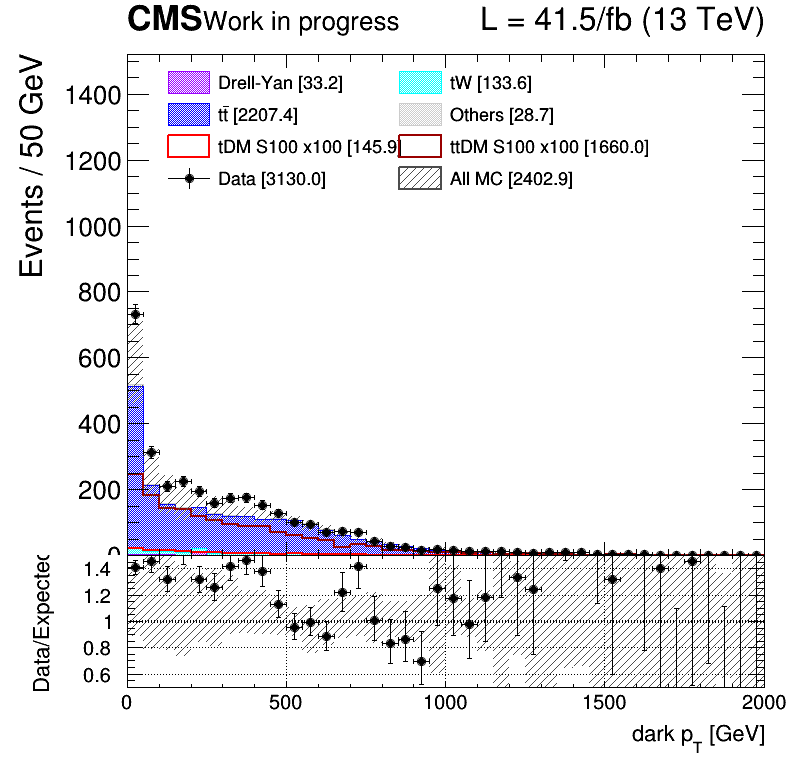 CMS Work in progress L = 41.5/fb (13 TeV)
Events / 50 GeV
1400
1200
1000
800
600
400
200
0
Drell-Yan [33.2] tW [133.6]
tt̄ [2207.4] Others [28.7]
tDM S100 x100 [145.9] ttDM S100 x100 [1660.0]
Data [3130.0] All MC [2402.9]
Data/Expected
1.4
1.2
1
0.8
0.6
0 500 1000 1500 2000
dark p_T [GeV]